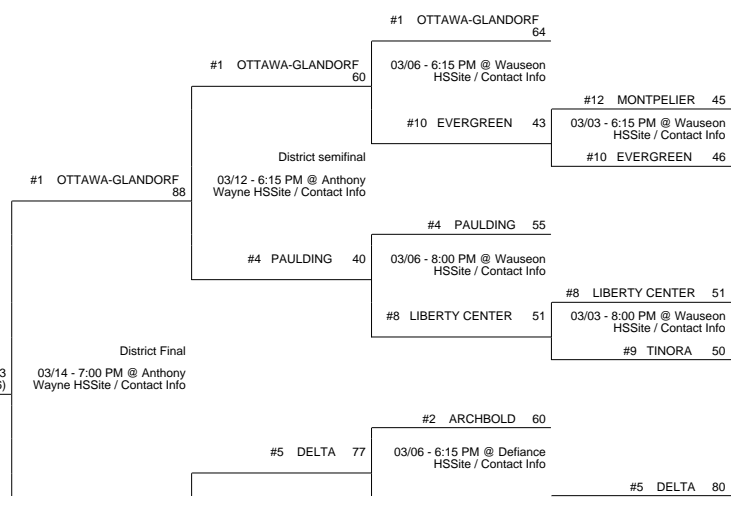 #1 OTTAWA-GLANDORF
64
#1 OTTAWA-GLANDORF
60
03/06 - 6:15 PM @ Wauseon
HSSite / Contact Info
#12 MONTPELIER 45
#10 EVERGREEN 43
03/03 - 6:15 PM @ Wauseon
HSSite / Contact Info
#10 EVERGREEN 46
District semifinal
#1 OTTAWA-GLANDORF
88
03/12 - 6:15 PM @ Anthony
Wayne HSSite / Contact Info
#4 PAULDING 55
#4 PAULDING 40
03/06 - 8:00 PM @ Wauseon
HSSite / Contact Info
#8 LIBERTY CENTER 51
#8 LIBERTY CENTER 51
03/03 - 8:00 PM @ Wauseon
HSSite / Contact Info
#9 TINORA 50
District Final
3
03/14 - 7:00 PM @ Anthony
Wayne HSSite / Contact Info
#2 ARCHBOLD 60
#5 DELTA 77
03/06 - 6:15 PM @ Defiance
HSSite / Contact Info
#5 DELTA 80